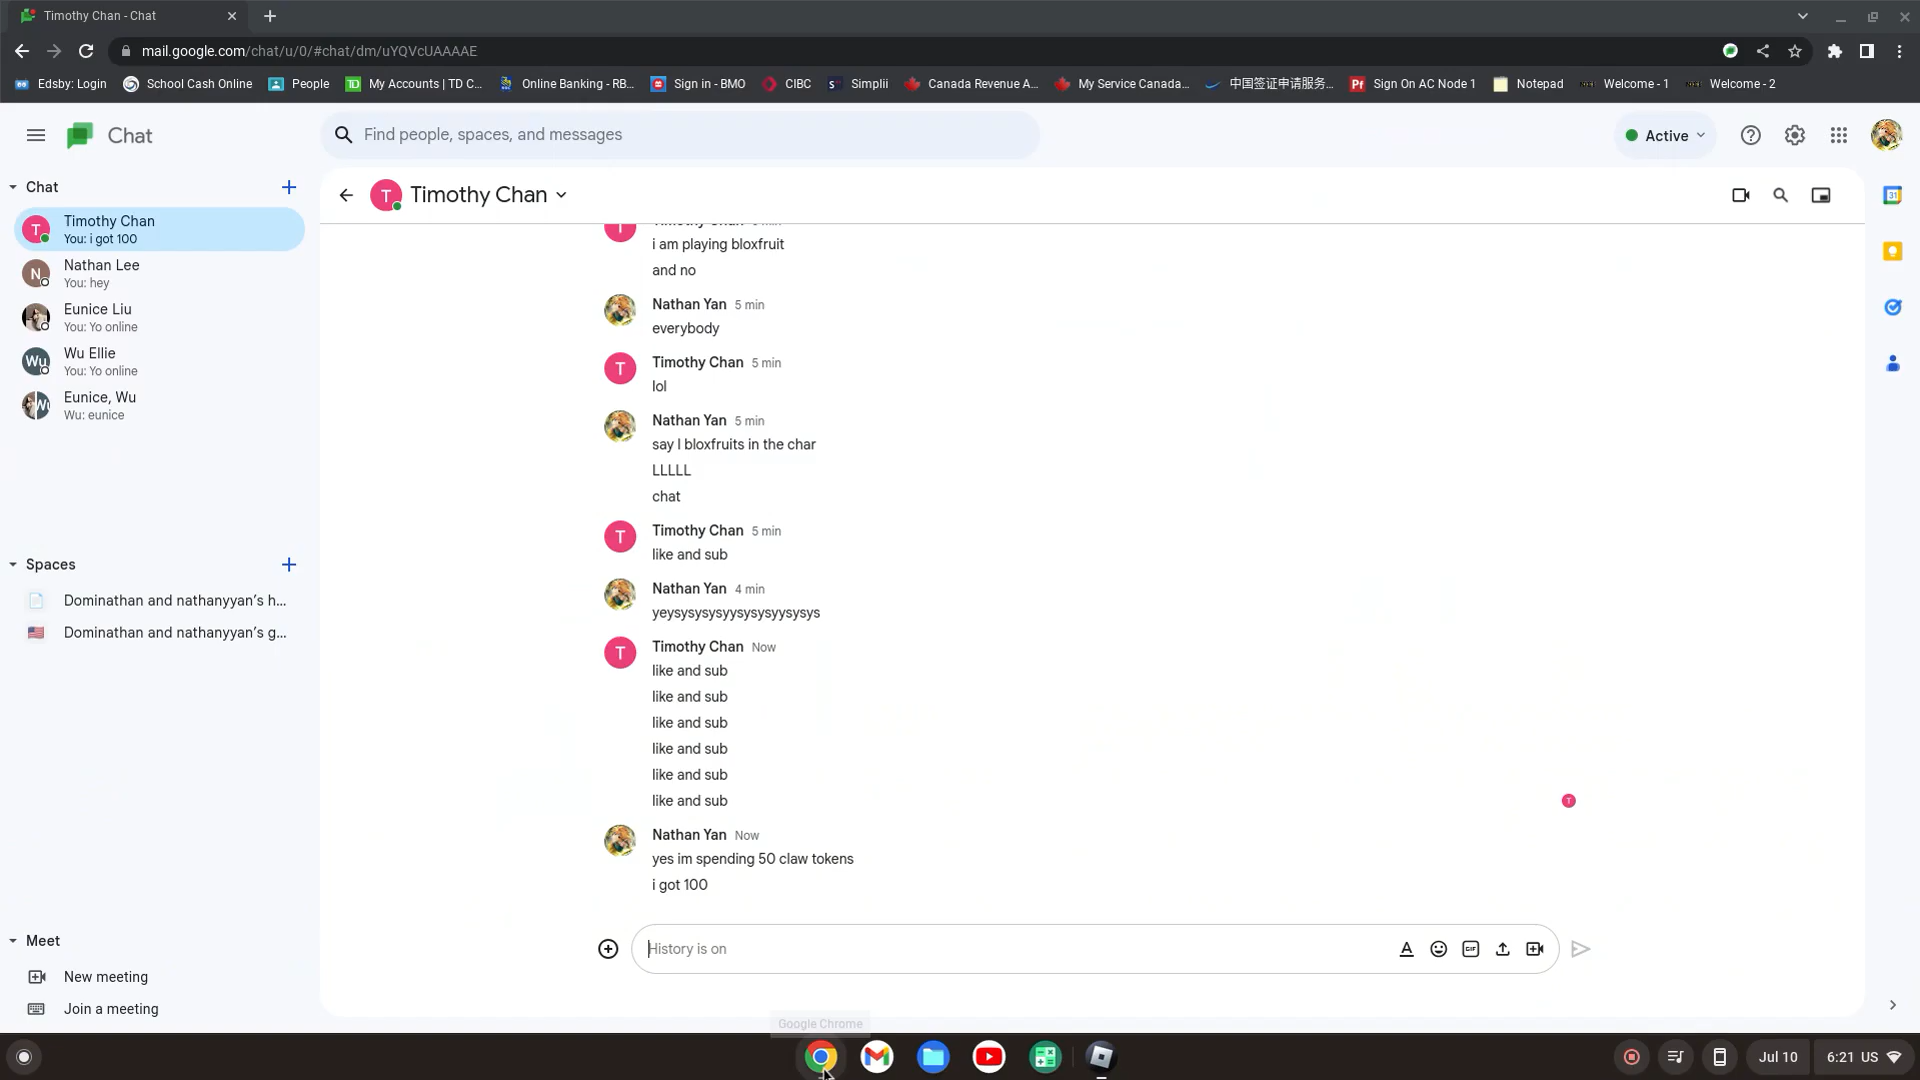 Timothy Chan - Chat
mail.google.com/chat/u/0/#chat/dm/uYQVcUAAAAE
Edsby: Login
School Cash Online
People
My Accounts | TD C...
Online Banking - RB...
Sign in - BMO
CIBC
Simplii
Canada Revenue A...
My Service Canada...
中国签证申请服务...
Sign On AC Node 1
Notepad
Welcome - 1
Welcome - 2
Chat
Find people, spaces, and messages
Active
Chat
Timothy Chan
You: i got 100
Nathan Lee
You: hey
Eunice Liu
You: Yo online
Wu Ellie
You: Yo online
Eunice, Wu
Wu: eunice
Spaces
Dominathan and nathanyyan's h...
Dominathan and nathanyyan's g...
Meet
New meeting
Join a meeting
Timothy Chan
i am playing bloxfruit
and no
Nathan Yan 5 min
everybody
Timothy Chan 5 min
lol
Nathan Yan 5 min
say I bloxfruits in the char
LLLLL
chat
Timothy Chan 5 min
like and sub
Nathan Yan 4 min
yeysysysysyysysysyysysys
Timothy Chan Now
like and sub
like and sub
like and sub
like and sub
like and sub
like and sub
Nathan Yan Now
yes im spending 50 claw tokens
i got 100
History is on
Google Chrome
Jul 10
6:21 US